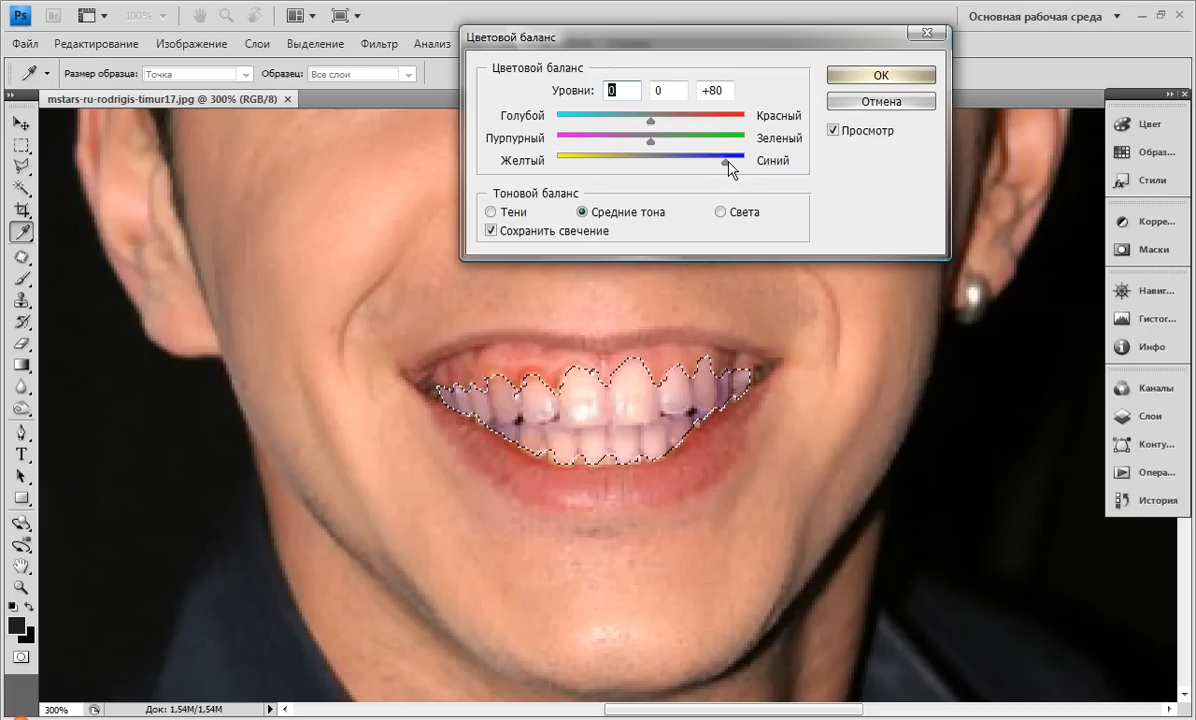 Ps
Br
100%
Основная рабочая среда
Файл
Редактирование
Изображение
Слои
Выделение
Фильтр
Анализ
Размер образца:
Точка
Образец:
Все слои
mstars-ru-rodrigis-timur17.jpg @ 300% (RGB/8)
Цветовой баланс
Цветовой баланс
Уровни:
0
0
+80
Голубой
Красный
Пурпурный
Зеленый
Желтый
Синий
Тоновой баланс
Тени
Средние тона
Света
Сохранить свечение
OK
Отмена
Просмотр
Цвет
Образ...
Стили
Корре...
Маски
Навиг...
Гистог...
Инфо
Каналы
Слои
Конту...
Опера...
История
300%
Док: 1,54M/1,54M